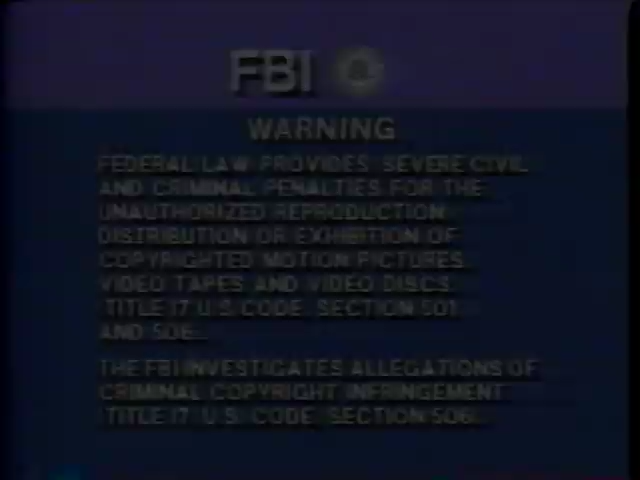 FBI
WARNING
FEDERAL LAW PROVIDES SEVERE CIVIL
AND CRIMINAL PENALTIES FOR THE
UNAUTHORIZED REPRODUCTION
DISTRIBUTION OR EXHIBITION OF
COPYRIGHTED MOTION PICTURES
VIDEO TAPES AND VIDEO DISCS
TITLE 17 U.S. CODE, SECTION 501
AND 506
THE FBI INVESTIGATES ALLEGATIONS OF
CRIMINAL COPYRIGHT INFRINGEMENT
TITLE 17, U.S. CODE, SECTION 506